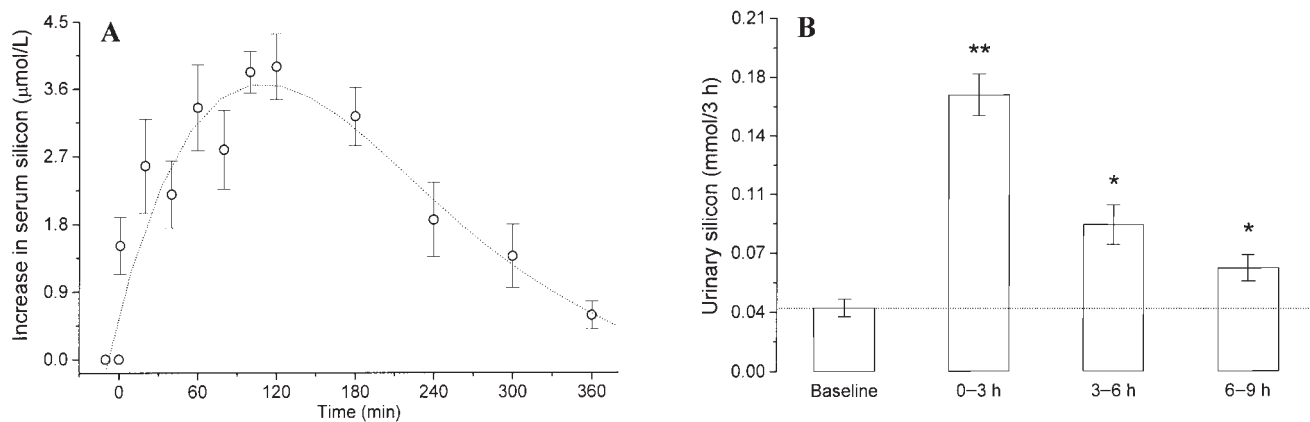 A
Increase in serum silicon (μmol/L)
4.5
3.6
2.7
1.8
0.9
0.0
0 60 120 180 240 300 360
Time (min)
B
Urinary silicon (mmol/3 h)
0.21
0.18
0.14
0.11
0.07
0.04
0.00
**
*
*
Baseline 0–3 h 3–6 h 6–9 h